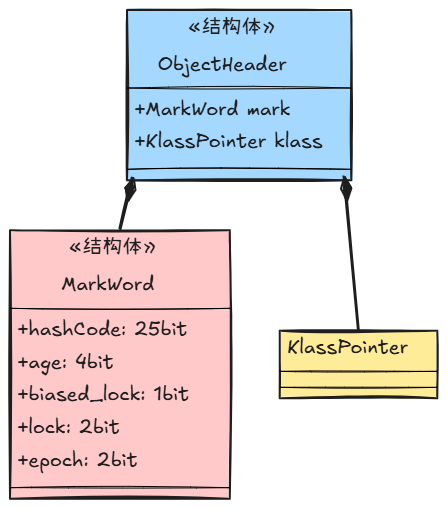 《结构体》
ObjectHeader
+MarkWord mark
+KlassPointer klass
《结构体》
MarkWord
+hashCode: 25bit
+age: 4bit
+biased_lock: 1bit
+lock: 2bit
+epoch: 2bit
KlassPointer